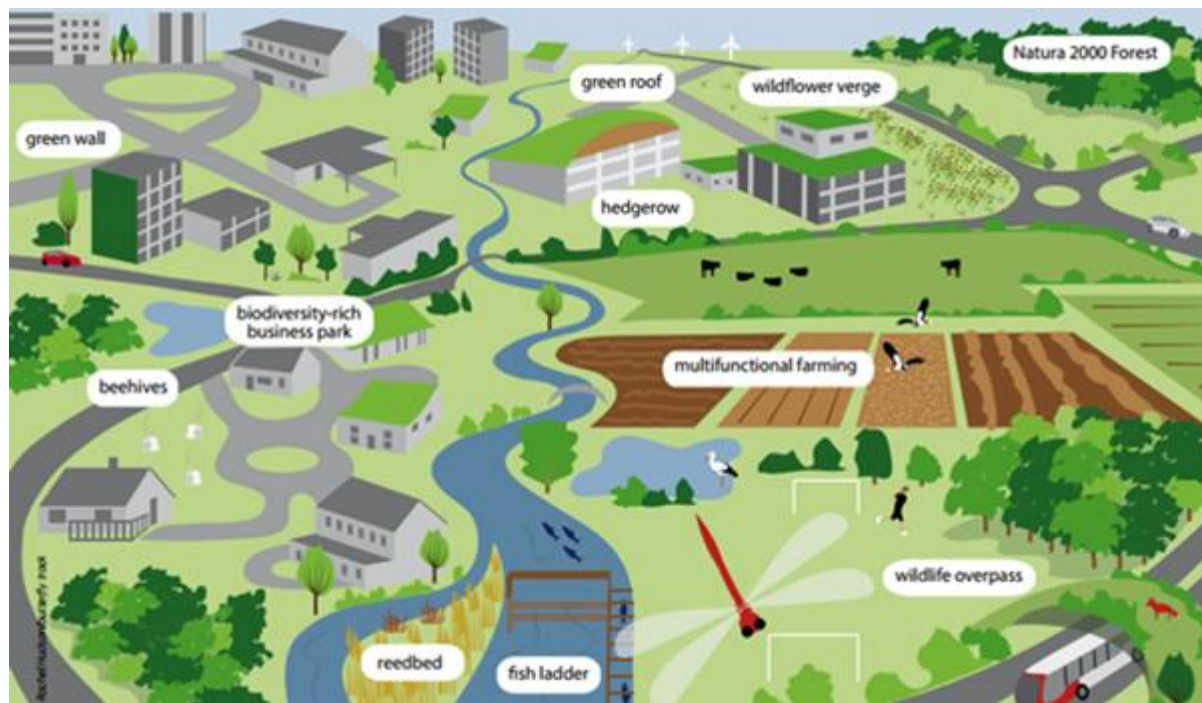 Natura 2000 Forest
green roof
wildflower verge
green wall
hedgerow
biodiversity-rich
business park
multifunctional farming
beehives
wildlife overpass
reedbed
fish ladder